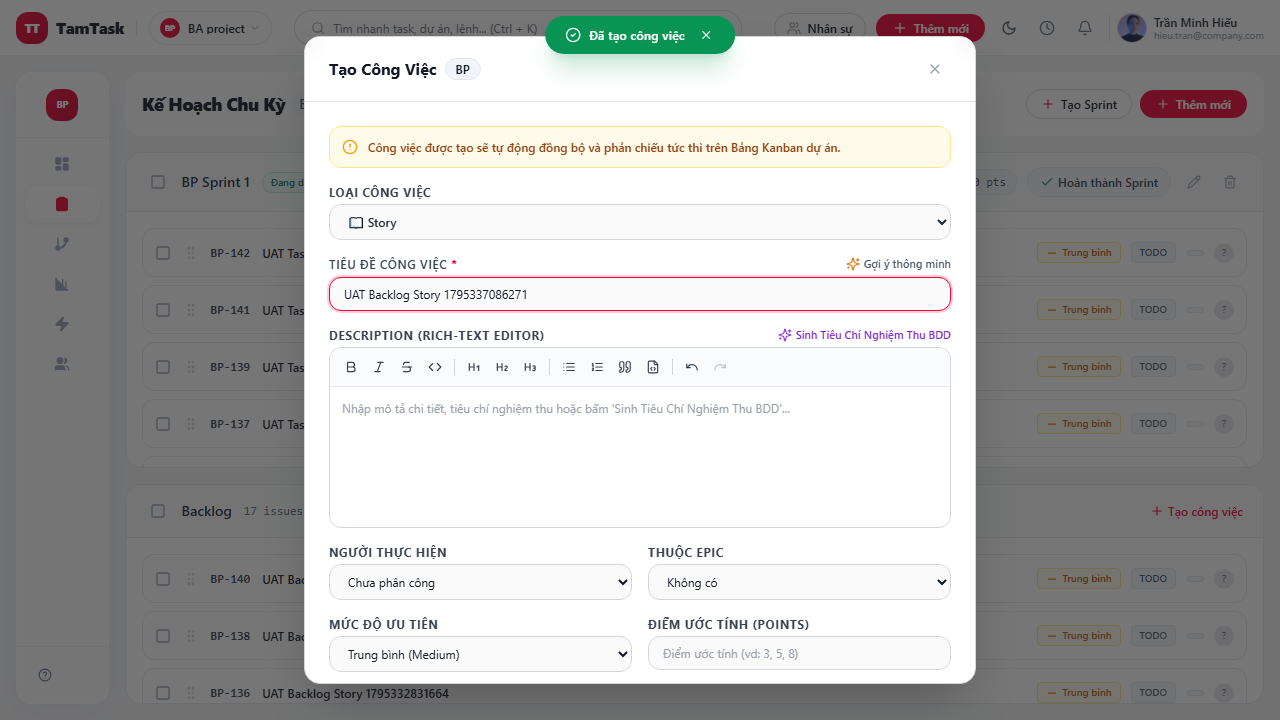 TT TamTask
BP BA project
Tìm nhanh task, dự án, lệnh... (Ctrl + K)
Đã tạo công việc
Nhân sự
Thêm mới
Trần Minh Hiếu
hieu.tran@company.com
Tạo Công Việc BP
BP
Kế Hoạch Chu Kỳ
Tạo Sprint
Thêm mới
Công việc được tạo sẽ tự động đồng bộ và phản chiếu tức thì trên Bảng Kanban dự án.
BP Sprint 1
pts
Hoàn thành Sprint
LOẠI CÔNG VIỆC
Story
BP-142 UAT
Trung bình TODO ?
TIÊU ĐỀ CÔNG VIỆC *
Gợi ý thông minh
UAT Backlog Story 1795337086271
BP-141 UAT
Trung bình TODO ?
DESCRIPTION (RICH-TEXT EDITOR)
Sinh Tiêu Chí Nghiệm Thu BDD
B I S <> H1 H2 H3
BP-139 UAT
Trung bình TODO ?
Nhập mô tả chi tiết, tiêu chí nghiệm thu hoặc bấm 'Sinh Tiêu Chí Nghiệm Thu BDD'...
BP-137 UAT
Trung bình TODO ?
Backlog 17 issues
Tạo công việc
NGƯỜI THỰC HIỆN
THUỘC EPIC
Chưa phân công
Không có
BP-140 UAT
Trung bình TODO ?
MỨC ĐỘ ƯU TIÊN
ĐIỂM ƯỚC TÍNH (POINTS)
Trung bình (Medium)
Điểm ước tính (vd: 3, 5, 8)
BP-138 UAT
Trung bình TODO ?
BP-136 UAT Backlog Story 1795332831664
Trung bình TODO ?